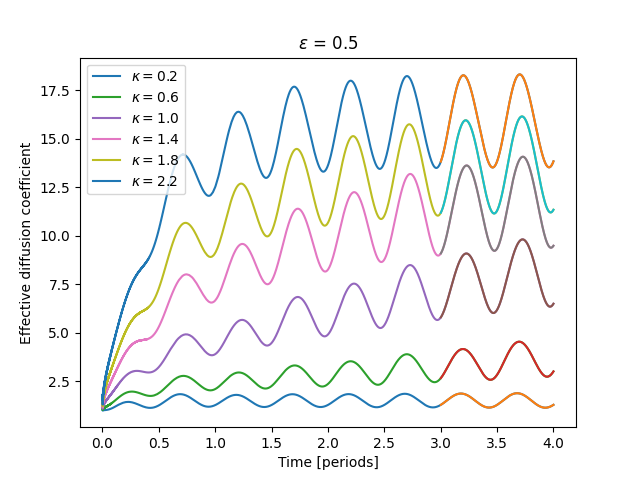 ε = 0.5
κ = 0.2
κ = 0.6
κ = 1.0
κ = 1.4
κ = 1.8
κ = 2.2
Effective diffusion coefficient
17.5
15.0
12.5
10.0
7.5
5.0
2.5
0.0 0.5 1.0 1.5 2.0 2.5 3.0 3.5 4.0
Time [periods]